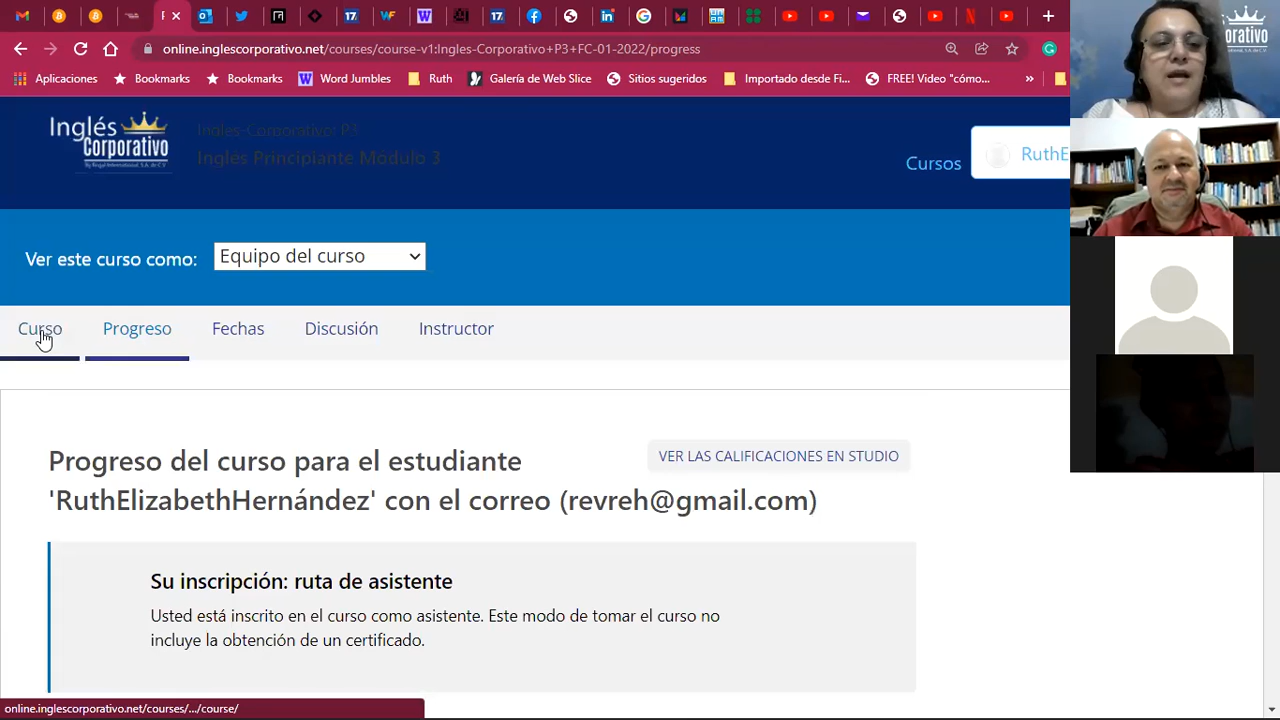 online.inglescorporativo.net/courses/course-v1:Ingles-Corporativo+P3+FC-01-2022/progress
Aplicaciones
Bookmarks
Bookmarks
Word Jumbles
Ruth
Galería de Web Slice
Sitios sugeridos
Importado desde Fi...
FREE! Video "cómo...
»
Inglés
Corporativo
By Regal International, S.A. de C.V.
Ingles-Corporativo: P3
Inglés Principiante Módulo 3
Cursos
RuthE
Ver este curso como:
Equipo del curso
Curso
Progreso
Fechas
Discusión
Instructor
Progreso del curso para el estudiante
'RuthElizabethHernández' con el correo (revreh@gmail.com)
VER LAS CALIFICACIONES EN STUDIO
Su inscripción: ruta de asistente
Usted está inscrito en el curso como asistente. Este modo de tomar el curso no
incluye la obtención de un certificado.
online.inglescorporativo.net/courses/.../course/